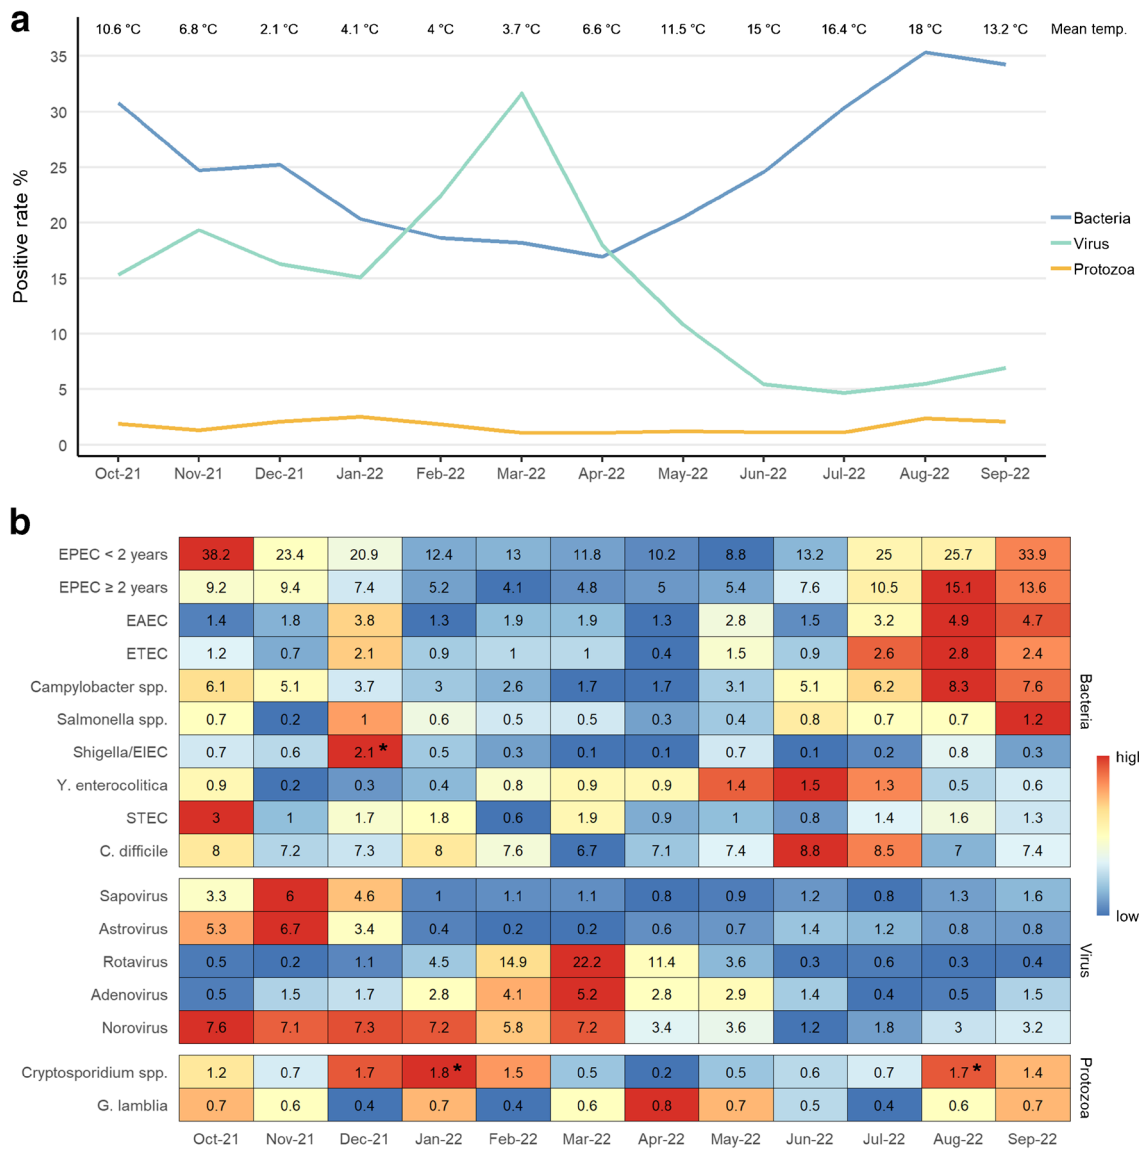 a
10.6 °C 6.8 °C 2.1 °C 4.1 °C 4 °C 3.7 °C 6.6 °C 11.5 °C 15 °C 16.4 °C 18 °C 13.2 °C Mean temp.
35
30
25
20
15
10
5
0
Positive rate %
Bacteria
Virus
Protozoa
Oct-21 Nov-21 Dec-21 Jan-22 Feb-22 Mar-22 Apr-22 May-22 Jun-22 Jul-22 Aug-22 Sep-22
b
EPEC < 2 years 38.2 23.4 20.9 12.4 13 11.8 10.2 8.8 13.2 25 25.7 33.9
EPEC ≥ 2 years 9.2 9.4 7.4 5.2 4.1 4.8 5 5.4 7.6 10.5 15.1 13.6
EAEC 1.4 1.8 3.8 1.3 1.9 1.9 1.3 2.8 1.5 3.2 4.9 4.7
ETEC 1.2 0.7 2.1 0.9 1 1 0.4 1.5 0.9 2.6 2.8 2.4
Campylobacter spp. 6.1 5.1 3.7 3 2.6 1.7 1.7 3.1 5.1 6.2 8.3 7.6
Salmonella spp. 0.7 0.2 1 0.6 0.5 0.5 0.3 0.4 0.8 0.7 0.7 1.2
Shigella/EIEC 0.7 0.6 2.1* 0.5 0.3 0.1 0.1 0.7 0.1 0.2 0.8 0.3
Y. enterocolitica 0.9 0.2 0.3 0.4 0.8 0.9 0.9 1.4 1.5 1.3 0.5 0.6
STEC 3 1 1.7 1.8 0.6 1.9 0.9 1 0.8 1.4 1.6 1.3
C. difficile 8 7.2 7.3 8 7.6 6.7 7.1 7.4 8.8 8.5 7 7.4
Bacteria
Sapovirus 3.3 6 4.6 1 1.1 1.1 0.8 0.9 1.2 0.8 1.3 1.6
Astrovirus 5.3 6.7 3.4 0.4 0.2 0.2 0.6 0.7 1.4 1.2 0.8 0.8
Rotavirus 0.5 0.2 1.1 4.5 14.9 22.2 11.4 3.6 0.3 0.6 0.3 0.4
Adenovirus 0.5 1.5 1.7 2.8 4.1 5.2 2.8 2.9 1.4 0.4 0.5 1.5
Norovirus 7.6 7.1 7.3 7.2 5.8 7.2 3.4 3.6 1.2 1.8 3 3.2
Virus
Cryptosporidium spp. 1.2 0.7 1.7 1.8* 1.5 0.5 0.2 0.5 0.6 0.7 1.7* 1.4
G. lamblia 0.7 0.6 0.4 0.7 0.4 0.6 0.8 0.7 0.5 0.4 0.6 0.7
Protozoa
Oct-21 Nov-21 Dec-21 Jan-22 Feb-22 Mar-22 Apr-22 May-22 Jun-22 Jul-22 Aug-22 Sep-22
high
low